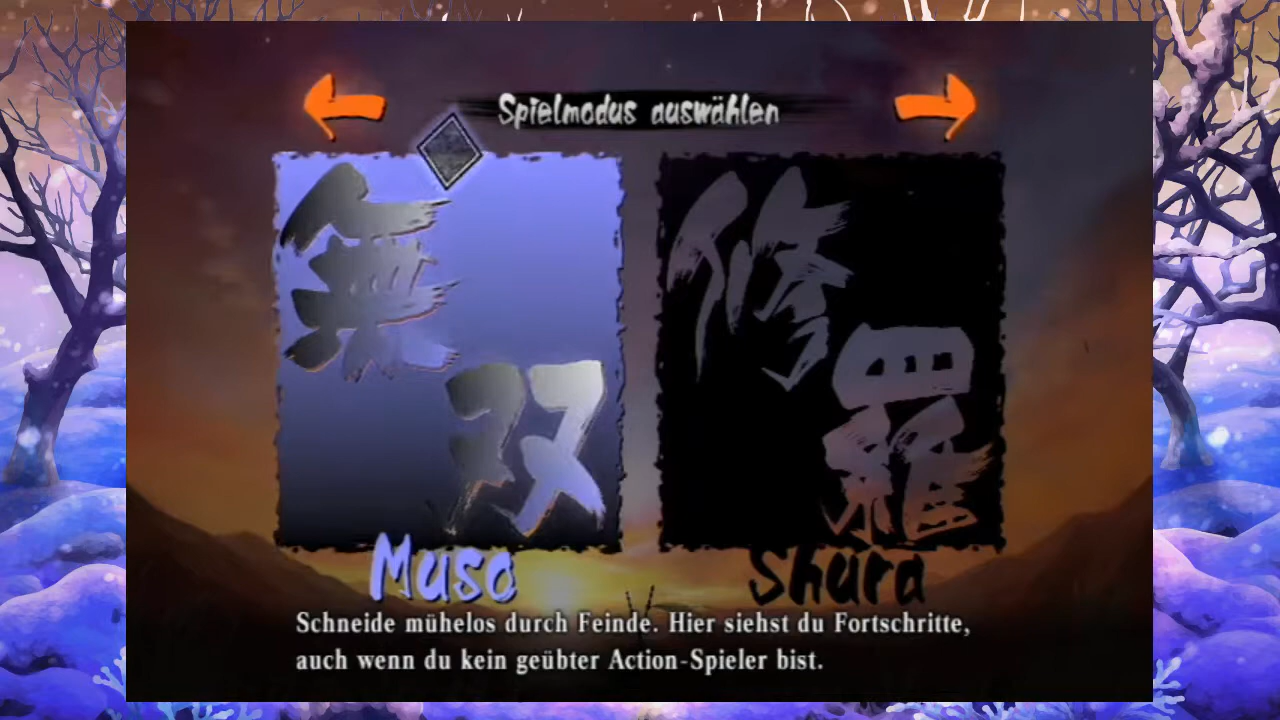 Spielmodus auswählen
無双
修羅
Muso
Shura
Schneide mühelos durch Feinde. Hier siehst du Fortschritte,
auch wenn du kein geübter Action-Spieler bist.